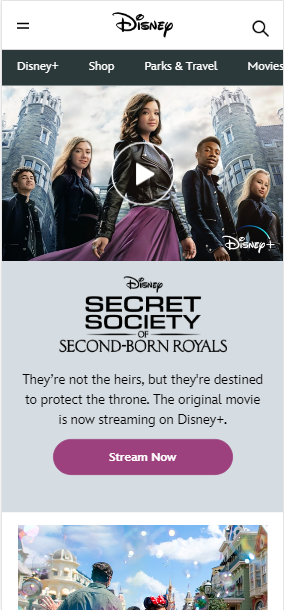 Disney
Disney+ Shop Parks & Travel Movies
Disney+
Disney
SECRET
SOCIETY
OF
SECOND-BORN ROYALS
They're not the heirs, but they're destined
to protect the throne. The original movie
is now streaming on Disney+.
Stream Now